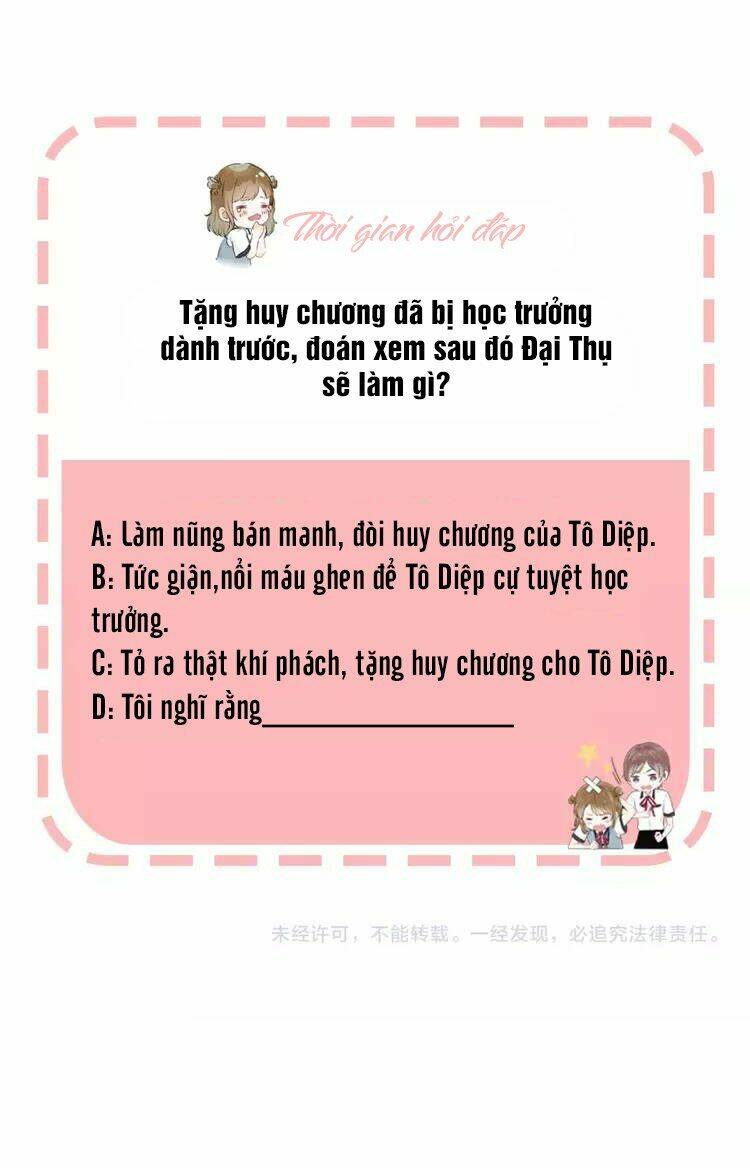 Thời gian hỏi đáp
Tặng huy chương đã bị học trưởng
dành trước, đoán xem sau đó Đại Thụ
sẽ làm gì?
A: Làm nũng bán manh, đòi huy chương của Tô Diệp.
B: Tức giận,nổi máu ghen để Tô Diệp cự tuyệt học
trưởng.
C: Tỏ ra thật khí phách, tặng huy chương cho Tô Diệp.
D: Tôi nghĩ rằng____________________
未经许可，不能转载。一经发现，必追究法律责任。